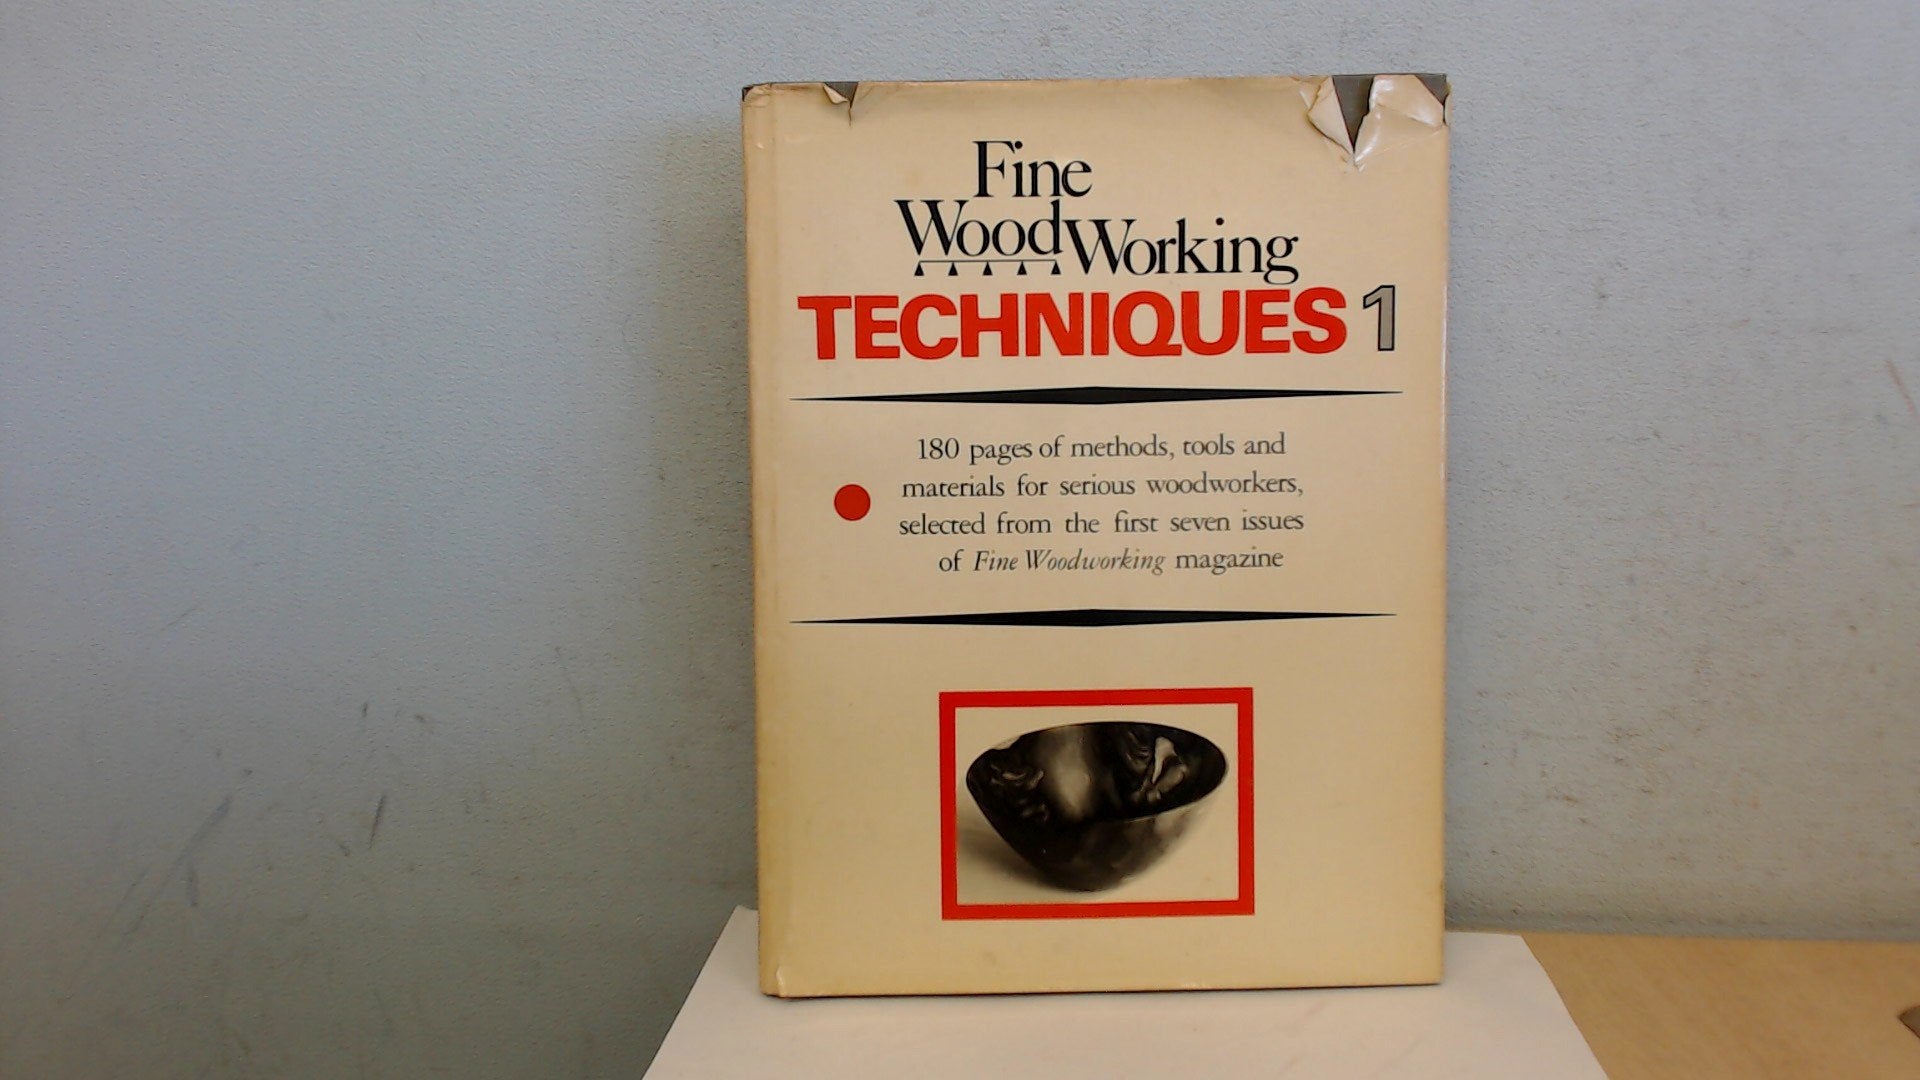 Fine
WoodWorking
TECHNIQUES 1
180 pages of methods, tools and
materials for serious woodworkers,
selected from the first seven issues
of Fine Woodworking magazine